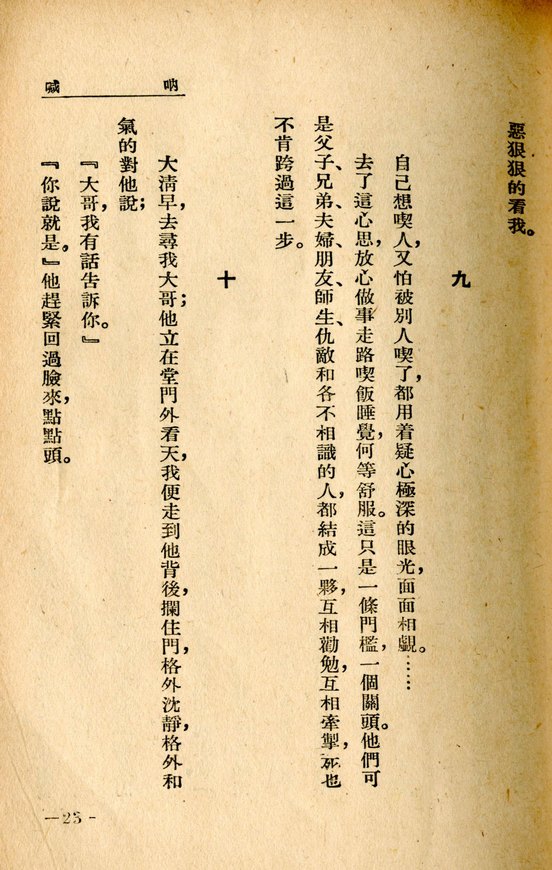 惡狠狠的看我。
九
自己想喫人，又怕被別人喫了，都用着疑心極深的眼光，面面相覷。……
去了這心思，放心做事走路喫飯睡覺，何等舒服。這只是一條門檻，一個關頭。他們可
是父子、兄弟、夫婦、朋友、師生、仇敵和各不相識的人，都結成一夥，互相勸勉，互相牽掣，死也
不肯跨過這一步。
十
大淸早，去尋我大哥；他立在堂門外看天，我便走到他背後，攔住門，格外沈靜，格外和
氣的對他說；
『大哥，我有話告訴你。』
『你說就是。』他趕緊回過臉來，點點頭。
吶喊
—23-